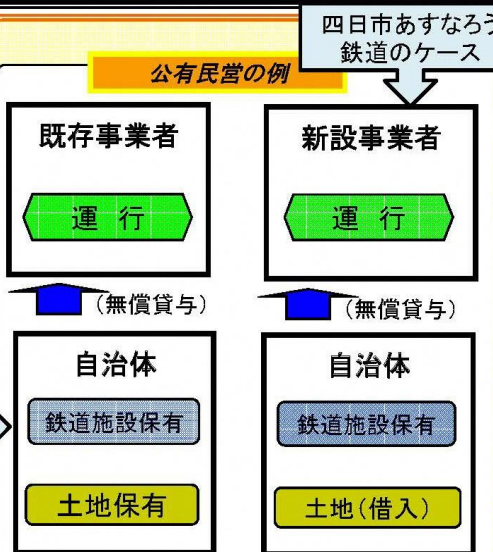 四日市あすなろう
鉄道のケース
公有民営の例
既存事業者
運行
(無償貸与)
自治体
鉄道施設保有
土地保有
新設事業者
運行
(無償貸与)
自治体
鉄道施設保有
土地(借入)